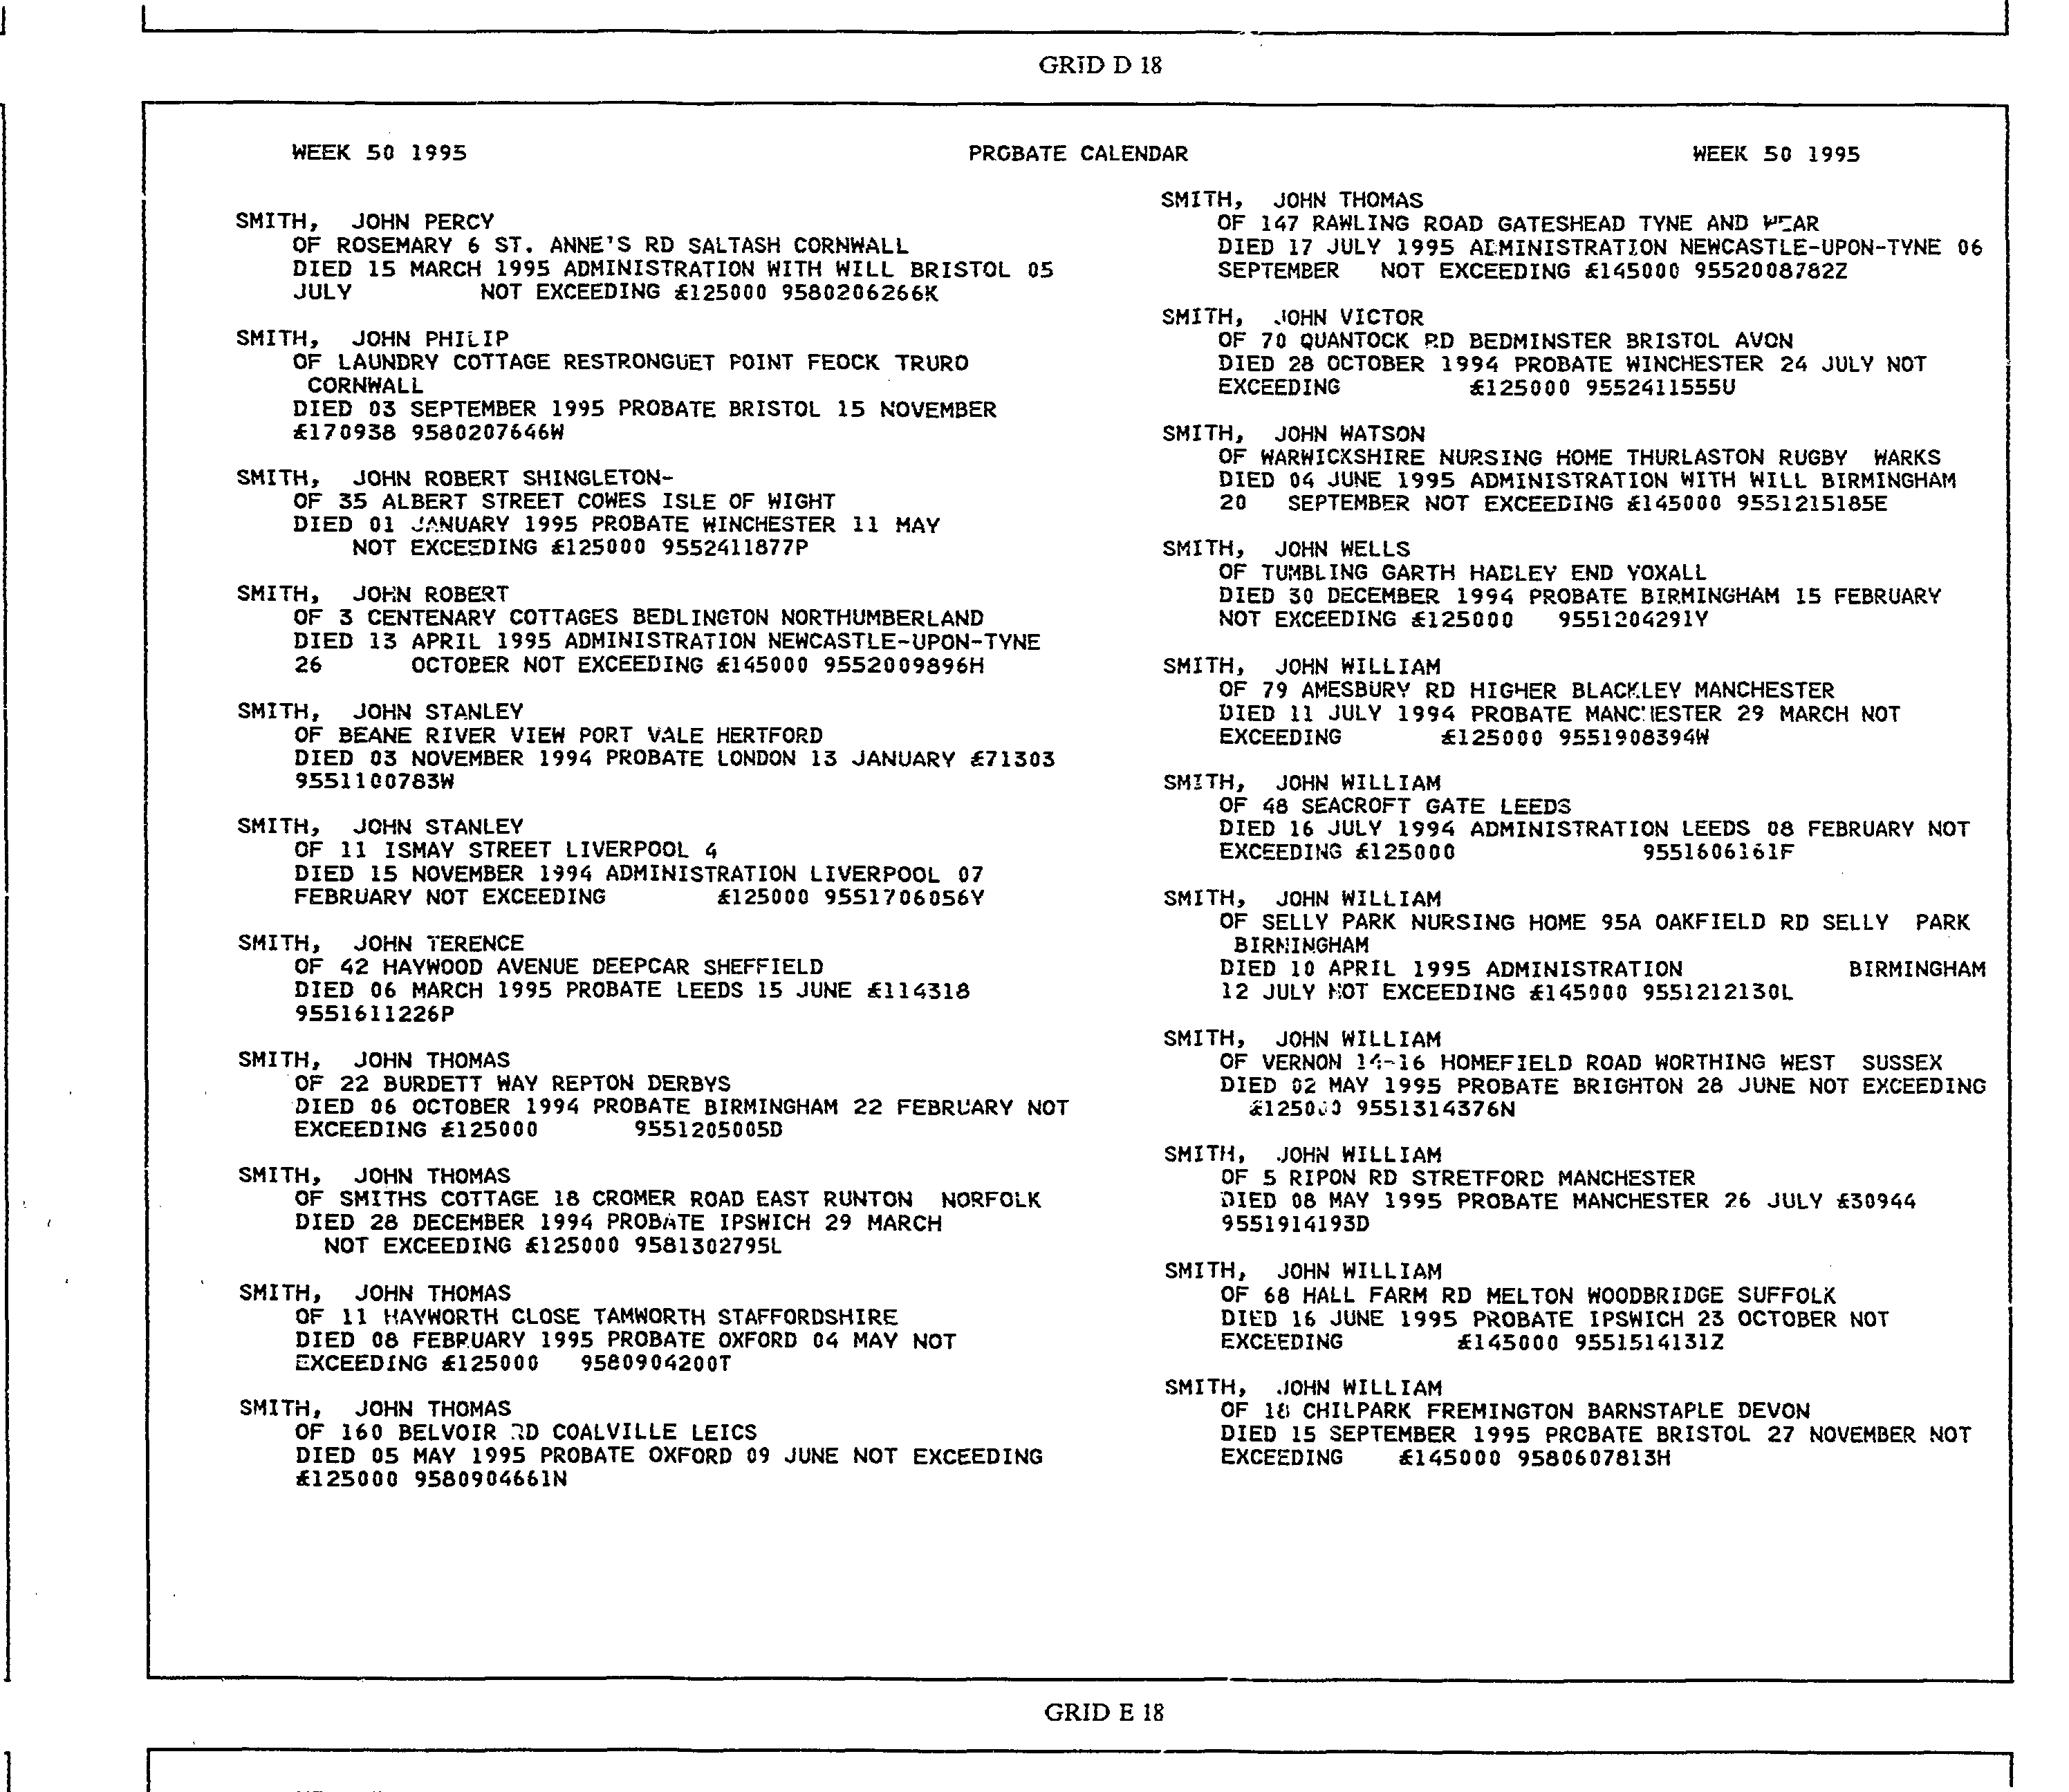 GRID D 18
WEEK 50 1995 PROBATE CALENDAR WEEK 50 1995
SMITH, JOHN PERCY
OF ROSEMARY 6 ST. ANNE'S RD SALTASH CORNWALL
DIED 15 MARCH 1995 ADMINISTRATION WITH WILL BRISTOL 05
JULY NOT EXCEEDING £125000 9580206266K
SMITH, JOHN PHILIP
OF LAUNDRY COTTAGE RESTRONGUET POINT FEOCK TRURO
CORNWALL
DIED 03 SEPTEMBER 1995 PROBATE BRISTOL 15 NOVEMBER
£170938 9580207646W
SMITH, JOHN ROBERT SHINGLETON-
OF 35 ALBERT STREET COWES ISLE OF WIGHT
DIED 01 JANUARY 1995 PROBATE WINCHESTER 11 MAY
NOT EXCEEDING £125000 9552411877P
SMITH, JOHN ROBERT
OF 3 CENTENARY COTTAGES BEDLINGTON NORTHUMBERLAND
DIED 13 APRIL 1995 ADMINISTRATION NEWCASTLE-UPON-TYNE
26 OCTOBER NOT EXCEEDING £145000 9552009896H
SMITH, JOHN STANLEY
OF BEANE RIVER VIEW PORT VALE HERTFORD
DIED 03 NOVEMBER 1994 PROBATE LONDON 13 JANUARY £71303
9551100783W
SMITH, JOHN STANLEY
OF 11 ISMAY STREET LIVERPOOL 4
DIED 15 NOVEMBER 1994 ADMINISTRATION LIVERPOOL 07
FEBRUARY NOT EXCEEDING £125000 9551706056Y
SMITH, JOHN TERENCE
OF 42 HAYWOOD AVENUE DEEPCAR SHEFFIELD
DIED 06 MARCH 1995 PROBATE LEEDS 15 JUNE £114318
9551611226P
SMITH, JOHN THOMAS
OF 22 BURDETT WAY REPTON DERBYS
DIED 06 OCTOBER 1994 PROBATE BIRMINGHAM 22 FEBRUARY NOT
EXCEEDING £125000 9551205005D
SMITH, JOHN THOMAS
OF SMITHS COTTAGE 18 CROMER ROAD EAST RUNTON NORFOLK
DIED 28 DECEMBER 1994 PROBATE IPSWICH 29 MARCH
NOT EXCEEDING £125000 9581302795L
SMITH, JOHN THOMAS
OF 11 HAYWORTH CLOSE TAMWORTH STAFFORDSHIRE
DIED 08 FEBRUARY 1995 PROBATE OXFORD 04 MAY NOT
EXCEEDING £125000 9580904200T
SMITH, JOHN THOMAS
OF 160 BELVOIR RD COALVILLE LEICS
DIED 05 MAY 1995 PROBATE OXFORD 09 JUNE NOT EXCEEDING
£125000 9580904661N
SMITH, JOHN THOMAS
OF 147 RAWLING ROAD GATESHEAD TYNE AND WEAR
DIED 17 JULY 1995 ADMINISTRATION NEWCASTLE-UPON-TYNE 06
SEPTEMBER NOT EXCEEDING £145000 9552008782Z
SMITH, JOHN VICTOR
OF 70 QUANTOCK RD BEDMINSTER BRISTOL AVON
DIED 28 OCTOBER 1994 PROBATE WINCHESTER 24 JULY NOT
EXCEEDING £125000 9552411555U
SMITH, JOHN WATSON
OF WARWICKSHIRE NURSING HOME THURLASTON RUGBY WARKS
DIED 04 JUNE 1995 ADMINISTRATION WITH WILL BIRMINGHAM
20 SEPTEMBER NOT EXCEEDING £145000 9551215185E
SMITH, JOHN WELLS
OF TUMBLING GARTH HADLEY END YOXALL
DIED 30 DECEMBER 1994 PROBATE BIRMINGHAM 15 FEBRUARY
NOT EXCEEDING £125000 9551204291Y
SMITH, JOHN WILLIAM
OF 79 AMESBURY RD HIGHER BLACKLEY MANCHESTER
DIED 11 JULY 1994 PROBATE MANCHESTER 29 MARCH NOT
EXCEEDING £125000 9551908394W
SMITH, JOHN WILLIAM
OF 48 SEACROFT GATE LEEDS
DIED 16 JULY 1994 ADMINISTRATION LEEDS 08 FEBRUARY NOT
EXCEEDING £125000 9551606161F
SMITH, JOHN WILLIAM
OF SELLY PARK NURSING HOME 95A OAKFIELD RD SELLY PARK
BIRMINGHAM
DIED 10 APRIL 1995 ADMINISTRATION BIRMINGHAM
12 JULY NOT EXCEEDING £145000 9551212130L
SMITH, JOHN WILLIAM
OF VERNON 14-16 HOMEFIELD ROAD WORTHING WEST SUSSEX
DIED 02 MAY 1995 PROBATE BRIGHTON 28 JUNE NOT EXCEEDING
£125000 9551314376N
SMITH, JOHN WILLIAM
OF 5 RIPON RD STRETFORD MANCHESTER
DIED 08 MAY 1995 PROBATE MANCHESTER 26 JULY £30944
9551914193D
SMITH, JOHN WILLIAM
OF 68 HALL FARM RD MELTON WOODBRIDGE SUFFOLK
DIED 16 JUNE 1995 PROBATE IPSWICH 23 OCTOBER NOT
EXCEEDING £145000 9551514131Z
SMITH, JOHN WILLIAM
OF 18 CHILPARK FREMINGTON BARNSTAPLE DEVON
DIED 15 SEPTEMBER 1995 PROBATE BRISTOL 27 NOVEMBER NOT
EXCEEDING £145000 9580607813H
GRID E 18